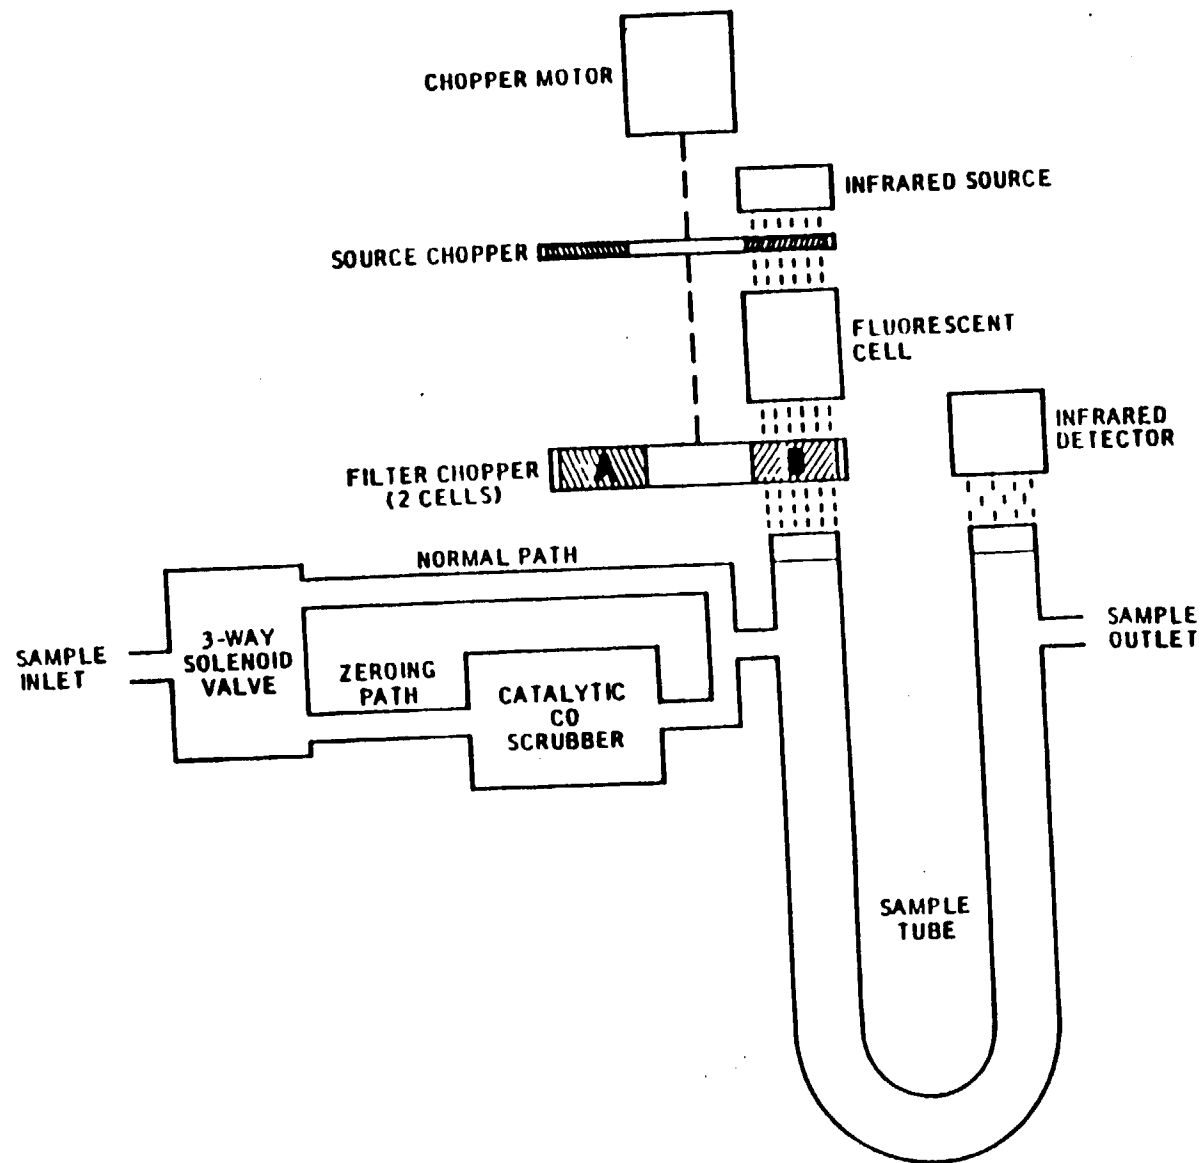 CHOPPER MOTOR
INFRARED SOURCE
SOURCE CHOPPER
FLUORESCENT
CELL
INFRARED
DETECTOR
FILTER CHOPPER
(2 CELLS)
A
NORMAL PATH
3-WAY
SOLENOID
VALVE
SAMPLE
INLET
ZEROING
PATH
CATALYTIC
CO
SCRUBBER
SAMPLE
OUTLET
SAMPLE
TUBE